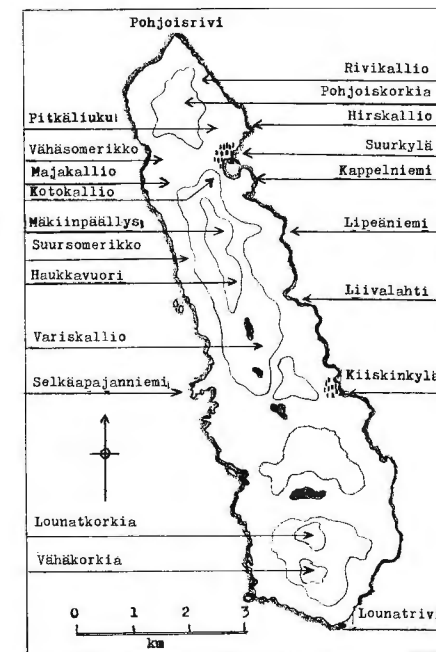 Pohjoisrivi
Rivikallio
Pohjoiskorkia
Pitkäliuku
Hirskallio
Vähäsomerikko
Suurkylä
Majakallio
Kappelniemi
Kotokallio
Mäkiinpäällys
Lipeäniemi
Suursomerikko
Haukkavuori
Liivalahti
Variskallio
Selkäapajanniemi
Kiiskinkylä
Lounatkorkia
Vähäkorkia
0 1 2 3
km
Lounatrivi